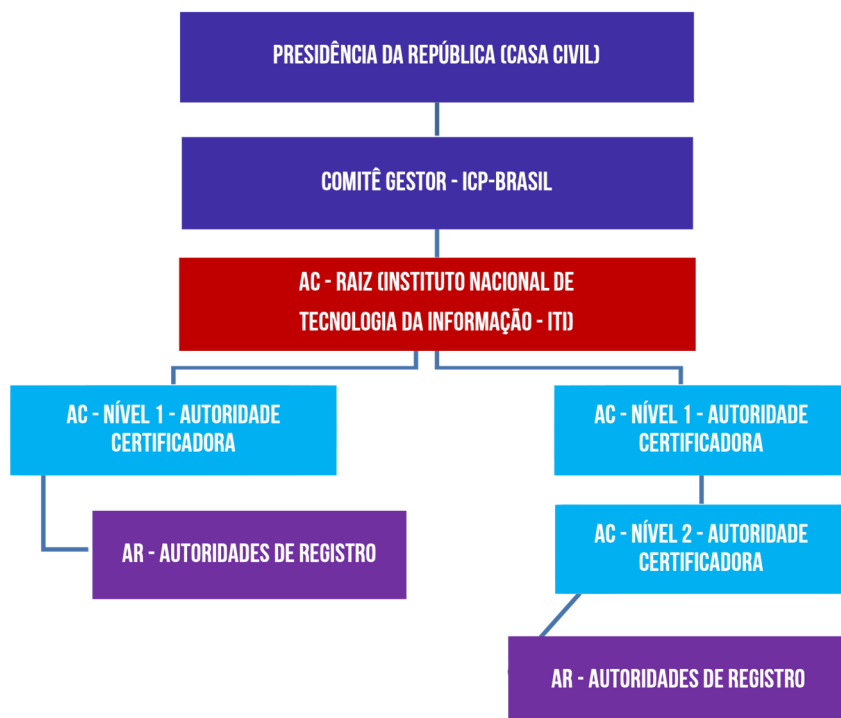 PRESIDÊNCIA DA REPÚBLICA (CASA CIVIL)
COMITÊ GESTOR - ICP-BRASIL
AC - RAIZ (INSTITUTO NACIONAL DE
TECNOLOGIA DA INFORMAÇÃO - ITI)
AC - NÍVEL 1 - AUTORIDADE
CERTIFICADORA
AR - AUTORIDADES DE REGISTRO
AC - NÍVEL 1 - AUTORIDADE
CERTIFICADORA
AC - NÍVEL 2 - AUTORIDADE
CERTIFICADORA
AR - AUTORIDADES DE REGISTRO